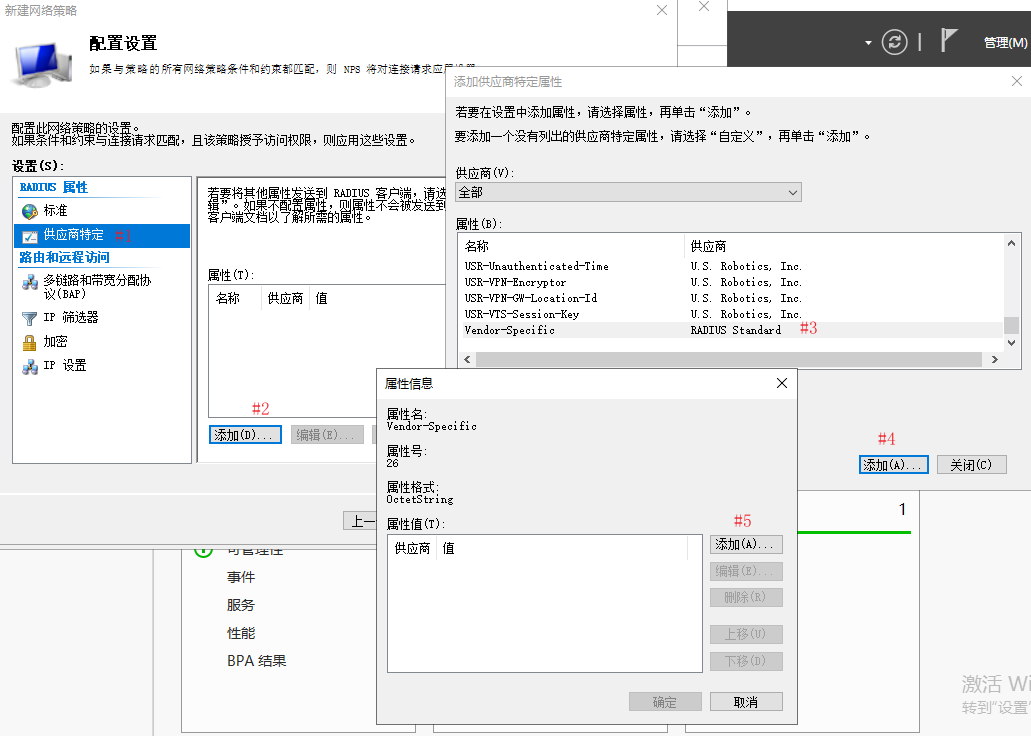 新建网络策略
配置设置
如果与策略的所有网络策略条件和约束都匹配，则 NPS 将对连接请求应用设置
管理(M)
添加供应商特定属性
若要在设置中添加属性，请选择属性，再单击“添加”。
要添加一个没有列出的供应商特定属性，请选择“自定义”，再单击“添加”。
配置此网络策略的设置。
如果条件和约束与连接请求匹配，且该策略授予访问权限，则应用这些设置。
设置(S):
RADIUS 属性
标准
供应商特定 #1
路由和远程访问
多链路和带宽分配协
议(BAP)
IP 筛选器
加密
IP 设置
若要将其他属性发送到 RADIUS 客户端，请选
辑”。如果不配置属性，则属性不会被发送到
客户端文档以了解所需的属性。
属性(T):
名称 供应商 值
#2
添加(D)... 编辑(E)...
上一
供应商(V):
全部
属性(B):
名称 供应商
USR-Unauthenticated-Time U.S. Robotics, Inc.
USR-VPN-Encryptor U.S. Robotics, Inc.
USR-VPN-GW-Location-Id U.S. Robotics, Inc.
USR-VTS-Session-Key U.S. Robotics, Inc.
Vendor-Specific RADIUS Standard #3
#4
添加(A)... 关闭(C)
属性信息
属性名:
Vendor-Specific
属性号:
26
属性格式:
OctetString
属性值(T):
供应商 值
#5
添加(A)...
编辑(E)...
删除(R)
上移(U)
下移(D)
确定 取消
1
可管理性
事件
服务
性能
BPA 结果
激活 Wi
转到“设置”